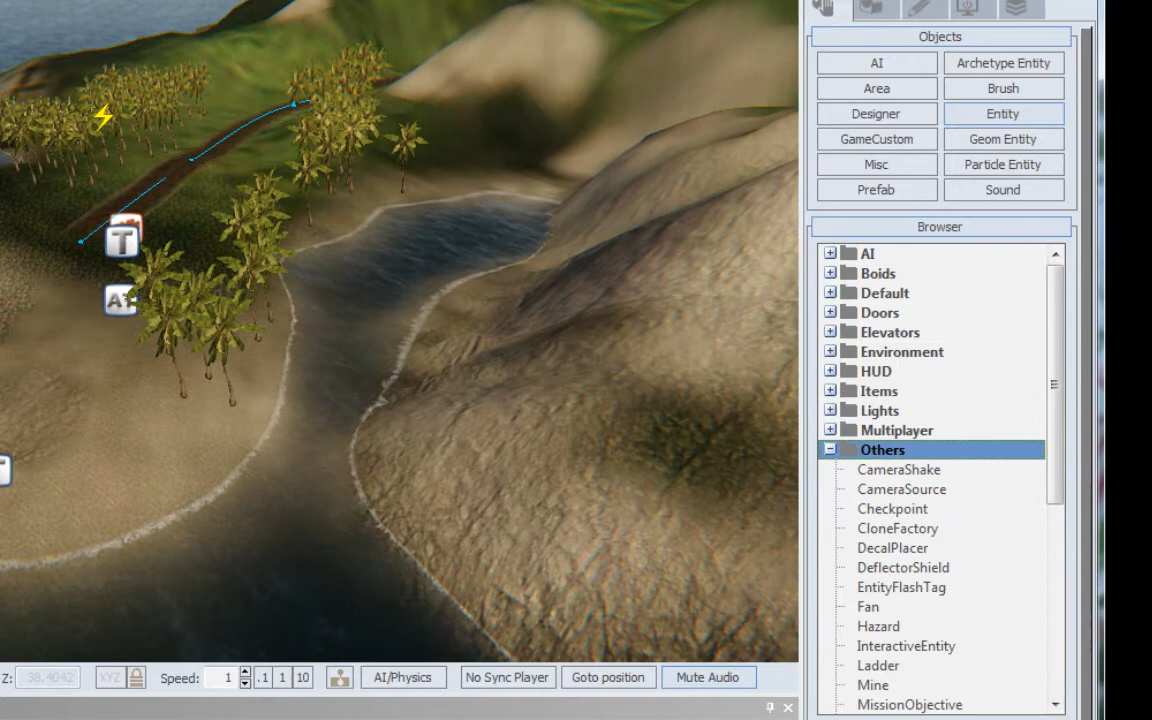 Objects
AI
Archetype Entity
Area
Brush
Designer
Entity
GameCustom
Geom Entity
Misc
Particle Entity
Prefab
Sound
Browser
AI
Boids
Default
Doors
Elevators
Environment
HUD
Items
Lights
Multiplayer
Others
CameraShake
CameraSource
Checkpoint
CloneFactory
DecalPlacer
DeflectorShield
EntityFlashTag
Fan
Hazard
InteractiveEntity
Ladder
Mine
MissionObjective
T
Z: 38.4042 XYZ Speed: 1 .1 1 10 AI/Physics No Sync Player Goto position Mute Audio